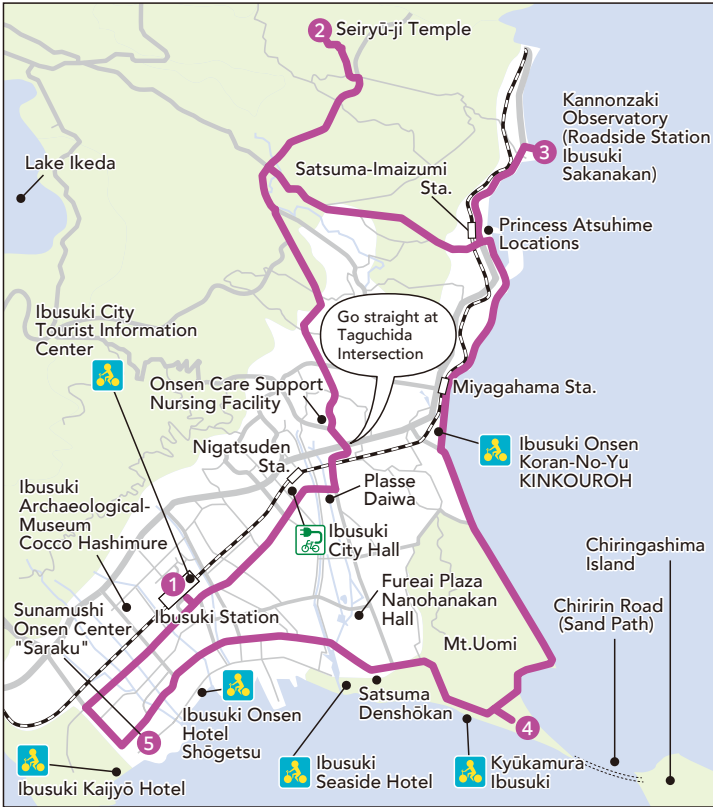 2 Seiryū-ji Temple
Kannonzaki
Observatory
(Roadside Station
Ibusuki
Sakanakan)
3
Lake Ikeda
Satsuma-Imaizumi
Sta.
Princess Atsuhime
Locations
Ibusuki City
Tourist Information
Center
Go straight at
Taguchida
Intersection
Onsen Care Support
Nursing Facility
Miyagahama Sta.
Nigatsuden
Sta.
Ibusuki Onsen
Koran-No-Yu
KINKOUROH
Plasse
Daiwa
Ibusuki
Archaeological-
Museum
Cocco Hashimure
Ibusuki
City Hall
Chiringashima
Island
1
Ibusuki Station
Fureai Plaza
Nanohanakan
Hall
Chiririn Road
(Sand Path)
Sunamushi
Onsen Center
"Saraku"
Mt.Uomi
Satsuma
Denshōkan
4
5
Ibusuki Onsen
Hotel
Shōgetsu
Ibusuki Kaijyō Hotel
Ibusuki
Seaside Hotel
Kyūkamura
Ibusuki